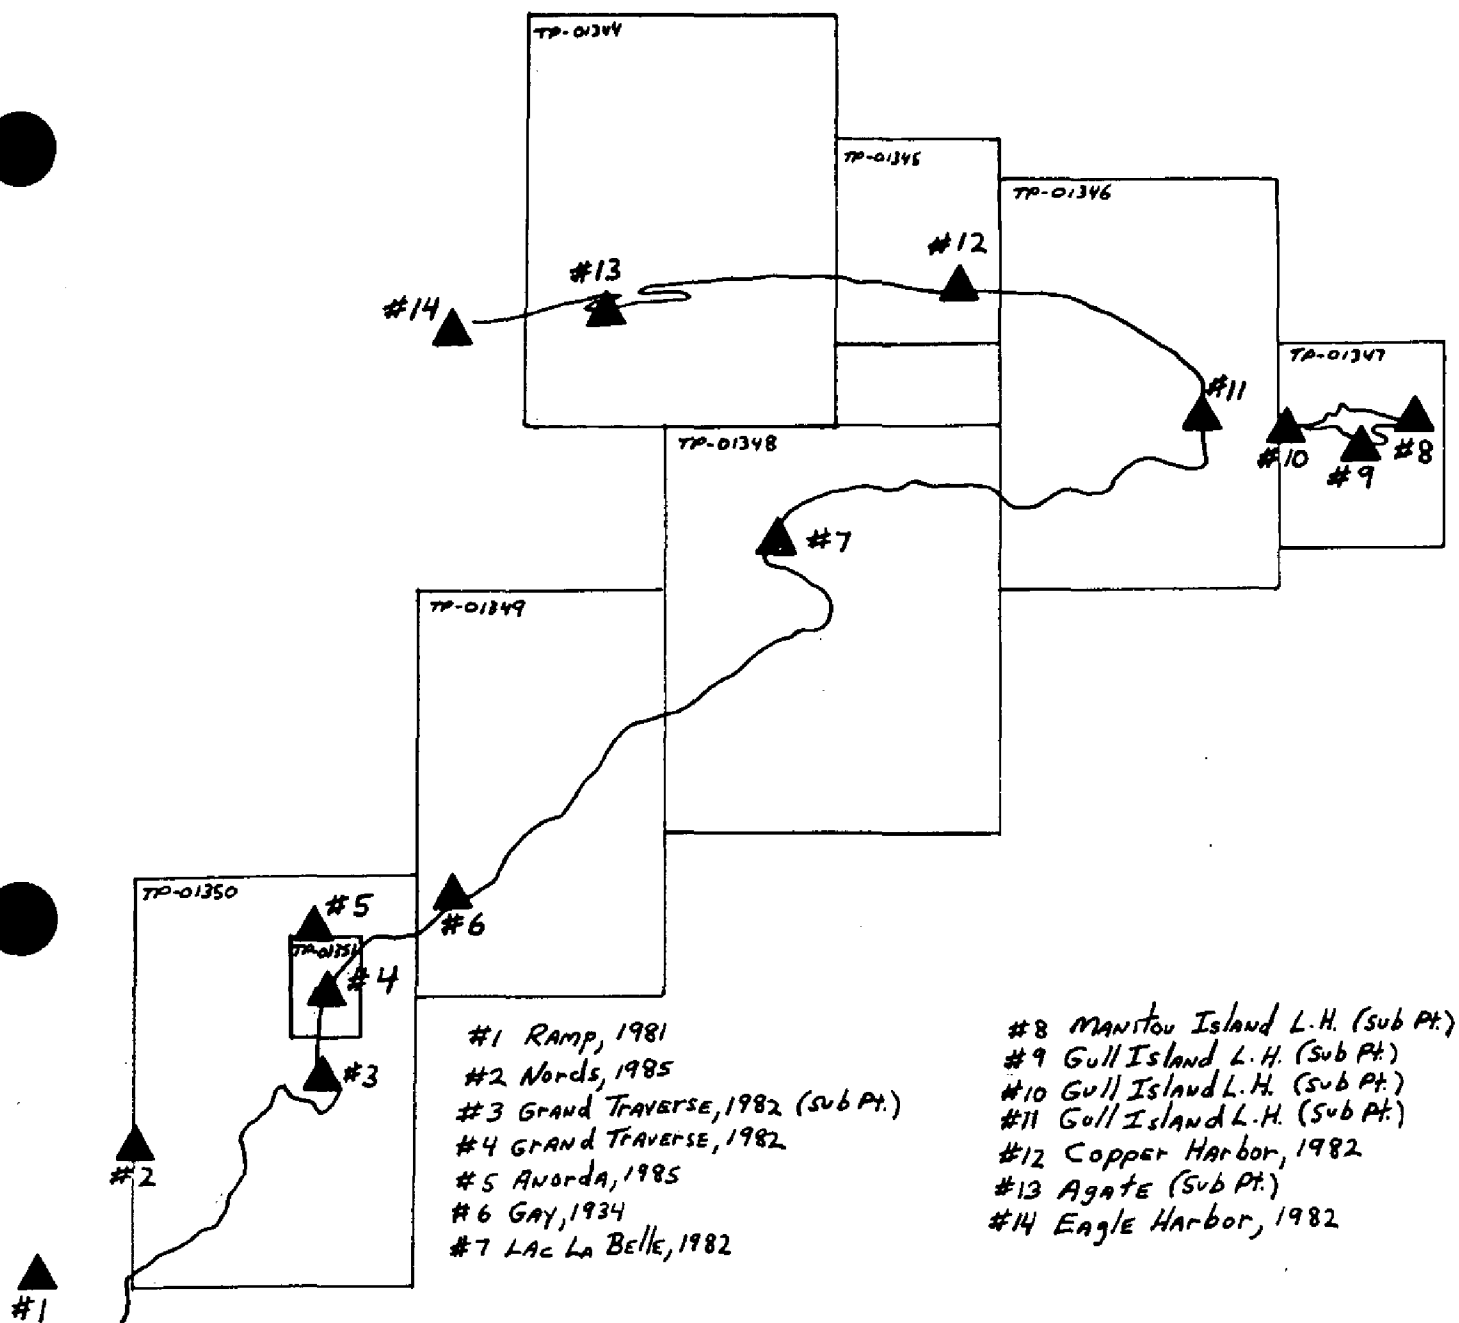 TP-01344
TP-01345
TP-01346
#12
#13
#14
TP-01347
#11
#10
#9
#8
TP-01348
#7
TP-01349
TP-01350
#5
TP-01351
#6
#4
#3
#2
#1
#1 Ramp, 1981
#2 Nords, 1985
#3 Grand Traverse, 1982 (Sub Pt.)
#4 Grand Traverse, 1982
#5 Anorda, 1985
#6 Gay, 1934
#7 Lac La Belle, 1982
#8 Manitou Island L.H. (Sub Pt.)
#9 Gull Island L.H. (Sub Pt.)
#10 Gull Island L.H. (Sub Pt.)
#11 Gull Island L.H. (Sub Pt.)
#12 Copper Harbor, 1982
#13 Agate (Sub Pt.)
#14 Eagle Harbor, 1982